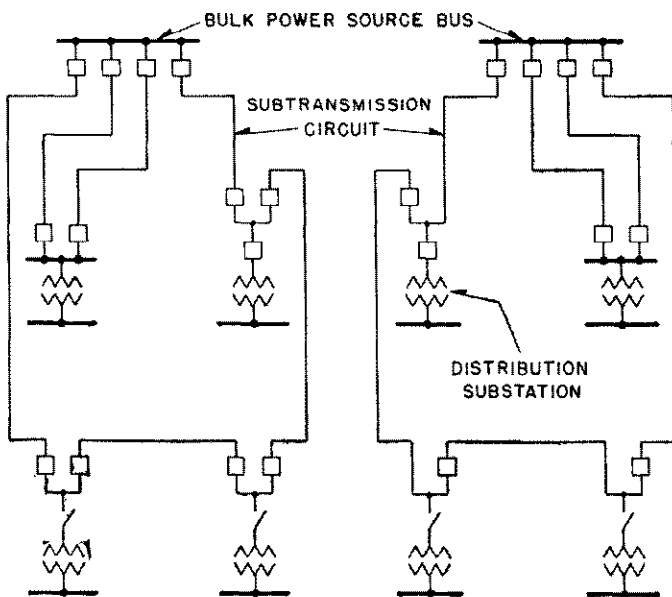 BULK POWER SOURCE BUS
SUBTRANSMISSION
CIRCUIT
DISTRIBUTION
SUBSTATION